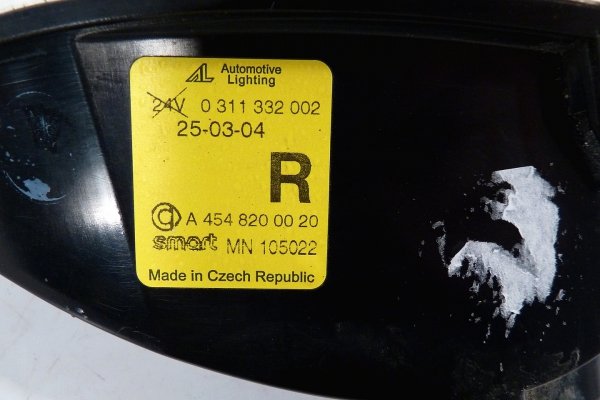 AL Automotive
Lighting
24V 0 311 332 002
25-03-04
R
A 454 820 00 20
smart MN 105022
Made in Czech Republic